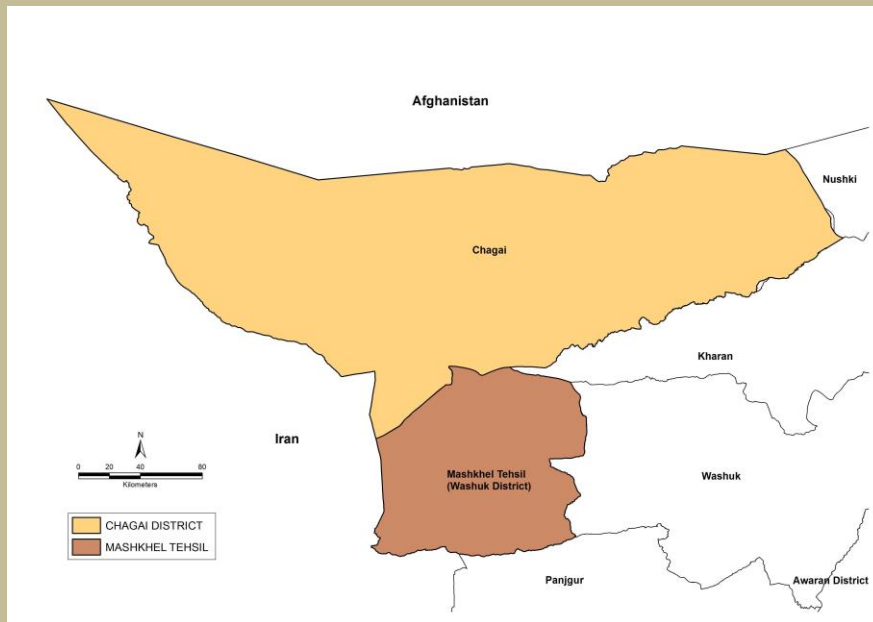 Afghanistan
Nushki
Chagai
Kharan
Iran
N
0 20 40 80
Kilometers
Mashkhel Tehsil
(Washuk District)
Washuk
CHAGAI DISTRICT
MASHKHEL TEHSIL
Panjgur
Awaran District